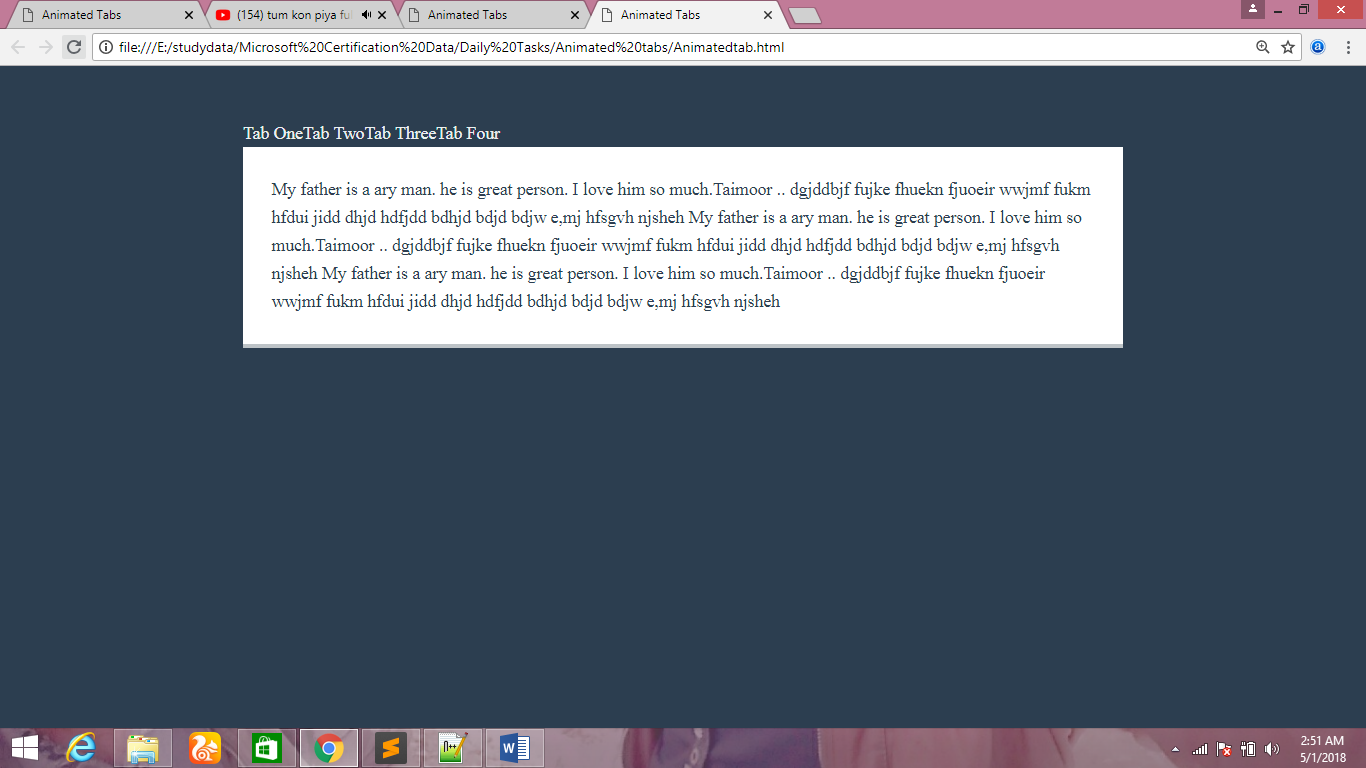 Animated Tabs
(154) tum kon piya fu
Animated Tabs
Animated Tabs
file:///E:/studydata/Microsoft%20Certification%20Data/Daily%20Tasks/Animated%20tabs/Animatedtab.html
Tab OneTab TwoTab ThreeTab Four
My father is a ary man. he is great person. I love him so much.Taimoor .. dgjddbjf fujke fhuekn fjuoeir wwjmf fukm
hfdui jidd dhjd hdfjdd bdhjd bdjd bdjw e,mj hfsgvh njsheh My father is a ary man. he is great person. I love him so
much.Taimoor .. dgjddbjf fujke fhuekn fjuoeir wwjmf fukm hfdui jidd dhjd hdfjdd bdhjd bdjd bdjw e,mj hfsgvh
njsheh My father is a ary man. he is great person. I love him so much.Taimoor .. dgjddbjf fujke fhuekn fjuoeir
wwjmf fukm hfdui jidd dhjd hdfjdd bdhjd bdjd bdjw e,mj hfsgvh njsheh
2:51 AM
5/1/2018